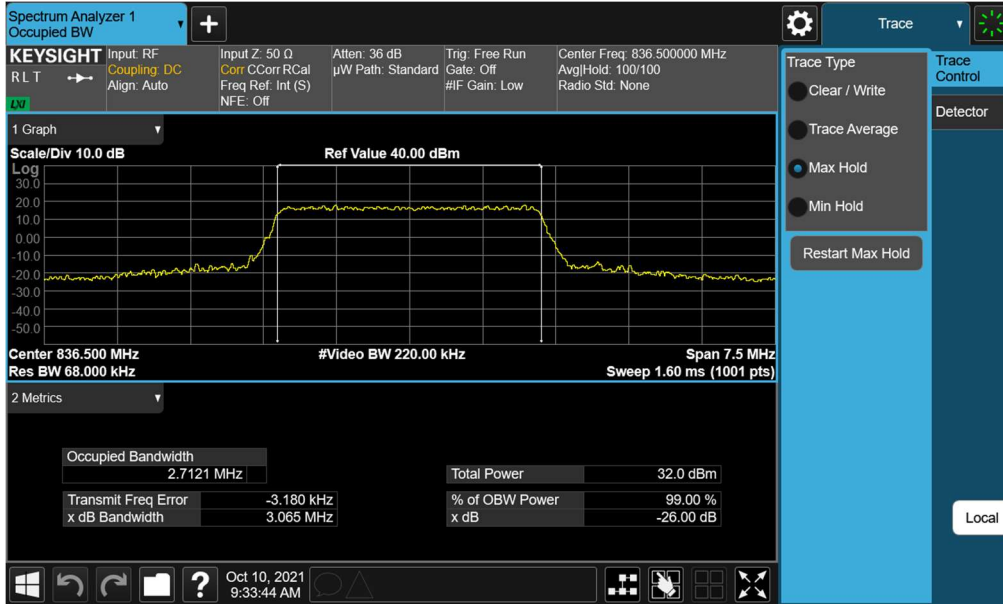 Spectrum Analyzer 1
Occupied BW
Trace
KEYSIGHT
R L T
LXI
Input: RF
Coupling: DC
Align: Auto
Input Z: 50 Ω
Corr CCorr RCal
Freq Ref: Int (S)
NFE: Off
Atten: 36 dB
µW Path: Standard
Trig: Free Run
Gate: Off
#IF Gain: Low
Center Freq: 836.500000 MHz
Avg|Hold: 100/100
Radio Std: None
Trace Type
Clear / Write
Trace Average
Max Hold
Min Hold
Restart Max Hold
Trace
Control
Detector
Local
1 Graph
Scale/Div 10.0 dB
Ref Value 40.00 dBm
Log
30.0
20.0
10.0
0.00
-10.0
-20.0
-30.0
-40.0
-50.0
Center 836.500 MHz
#Video BW 220.00 kHz
Span 7.5 MHz
Res BW 68.000 kHz
Sweep 1.60 ms (1001 pts)
2 Metrics
Occupied Bandwidth
2.7121 MHz
Total Power 32.0 dBm
Transmit Freq Error -3.180 kHz
% of OBW Power 99.00 %
x dB Bandwidth 3.065 MHz
x dB -26.00 dB
?
Oct 10, 2021
9:33:44 AM